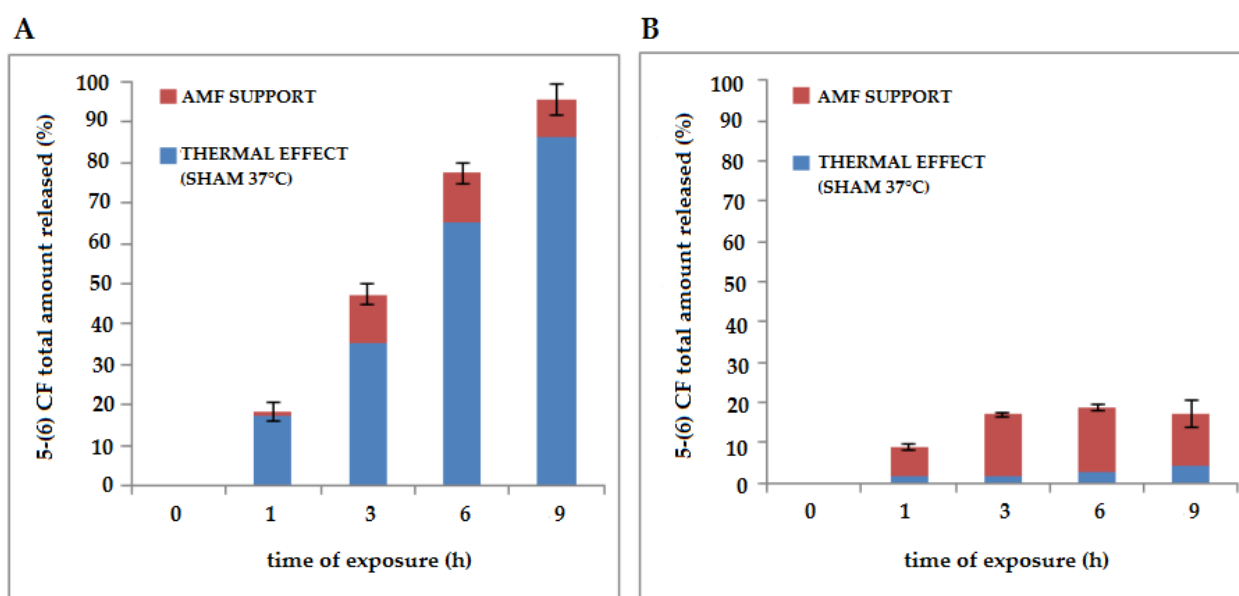 A
5-(6) CF total amount released (%)
100
90
80
70
60
50
40
30
20
10
0
AMF SUPPORT
THERMAL EFFECT
(SHAM 37°C)
0 1 3 6 9
time of exposure (h)
B
5-(6) CF total amount released (%)
100
90
80
70
60
50
40
30
20
10
0
AMF SUPPORT
THERMAL EFFECT
(SHAM 37°C)
0 1 3 6 9
time of exposure (h)